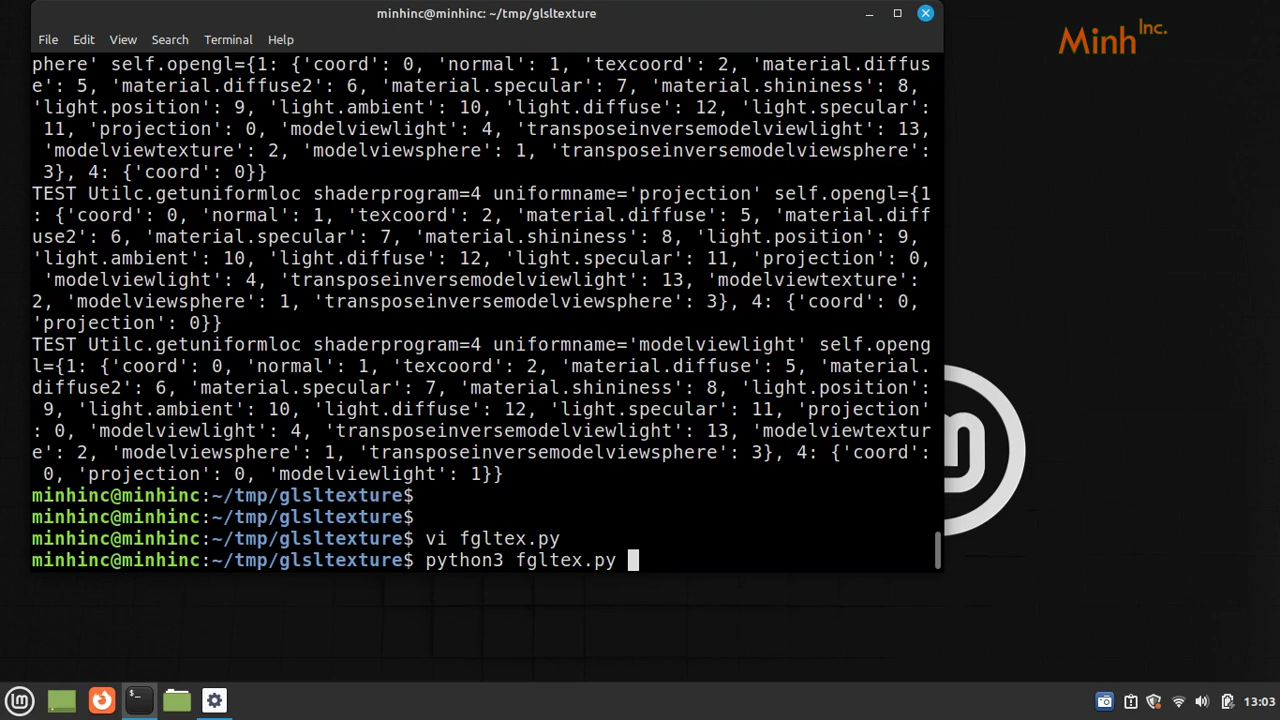 minhinc@minhinc: ~/tmp/glsltexture
Minh Inc.
File Edit View Search Terminal Help
phere' self.opengl={1: {'coord': 0, 'normal': 1, 'texcoord': 2, 'material.diffus
e': 5, 'material.diffuse2': 6, 'material.specular': 7, 'material.shininess': 8,
'light.position': 9, 'light.ambient': 10, 'light.diffuse': 12, 'light.specular':
11, 'projection': 0, 'modelviewlight': 4, 'transposeinversemodelviewlight': 13,
'modelviewtexture': 2, 'modelviewsphere': 1, 'transposeinversemodelviewsphere':
3}, 4: {'coord': 0}}
TEST Utilc.getuniformloc shaderprogram=4 uniformname='projection' self.opengl={1
: {'coord': 0, 'normal': 1, 'texcoord': 2, 'material.diffuse': 5, 'material.diff
use2': 6, 'material.specular': 7, 'material.shininess': 8, 'light.position': 9,
'light.ambient': 10, 'light.diffuse': 12, 'light.specular': 11, 'projection': 0,
'modelviewlight': 4, 'transposeinversemodelviewlight': 13, 'modelviewtexture':
2, 'modelviewsphere': 1, 'transposeinversemodelviewsphere': 3}, 4: {'coord': 0,
'projection': 0}}
TEST Utilc.getuniformloc shaderprogram=4 uniformname='modelviewlight' self.openg
l={1: {'coord': 0, 'normal': 1, 'texcoord': 2, 'material.diffuse': 5, 'material.
diffuse2': 6, 'material.specular': 7, 'material.shininess': 8, 'light.position':
9, 'light.ambient': 10, 'light.diffuse': 12, 'light.specular': 11, 'projection'
: 0, 'modelviewlight': 4, 'transposeinversemodelviewlight': 13, 'modelviewtextur
e': 2, 'modelviewsphere': 1, 'transposeinversemodelviewsphere': 3}, 4: {'coord':
0, 'projection': 0, 'modelviewlight': 1}}
minhinc@minhinc:~/tmp/glsltexture$
minhinc@minhinc:~/tmp/glsltexture$
minhinc@minhinc:~/tmp/glsltexture$ vi fgltex.py
minhinc@minhinc:~/tmp/glsltexture$ python3 fgltex.py
13:03